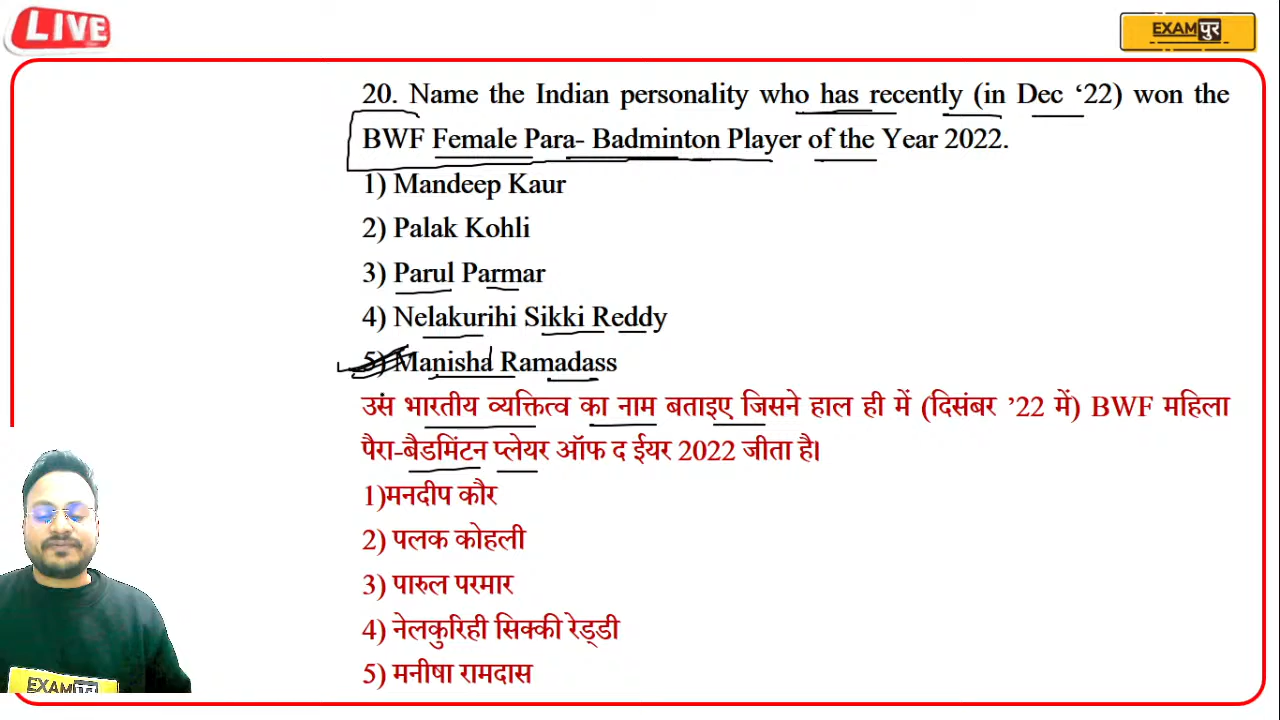 LIVE
EXAMपुर
20. Name the Indian personality who has recently (in Dec ‘22) won the
BWF Female Para- Badminton Player of the Year 2022.
1) Mandeep Kaur
2) Palak Kohli
3) Parul Parmar
4) Nelakurihi Sikki Reddy
5) Manisha Ramadass
उस भारतीय व्यक्तित्व का नाम बताइए जिसने हाल ही में (दिसंबर ’22 में) BWF महिला
पैरा-बैडमिंटन प्लेयर ऑफ द ईयर 2022 जीता है।
1)मनदीप कौर
2) पलक कोहली
3) पारुल परमार
4) नेलकुरिही सिक्की रेड्डी
5) मनीषा रामदास
EXAMपुर